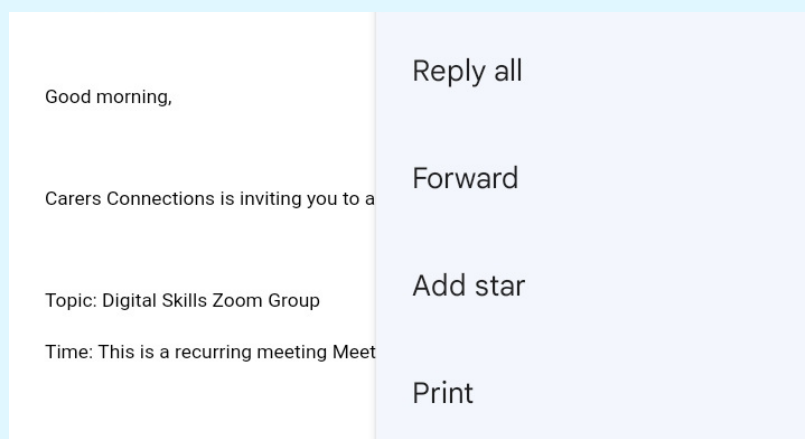 Good morning,
Carers Connections is inviting you to a
Topic: Digital Skills Zoom Group
Time: This is a recurring meeting Meet
Reply all
Forward
Add star
Print